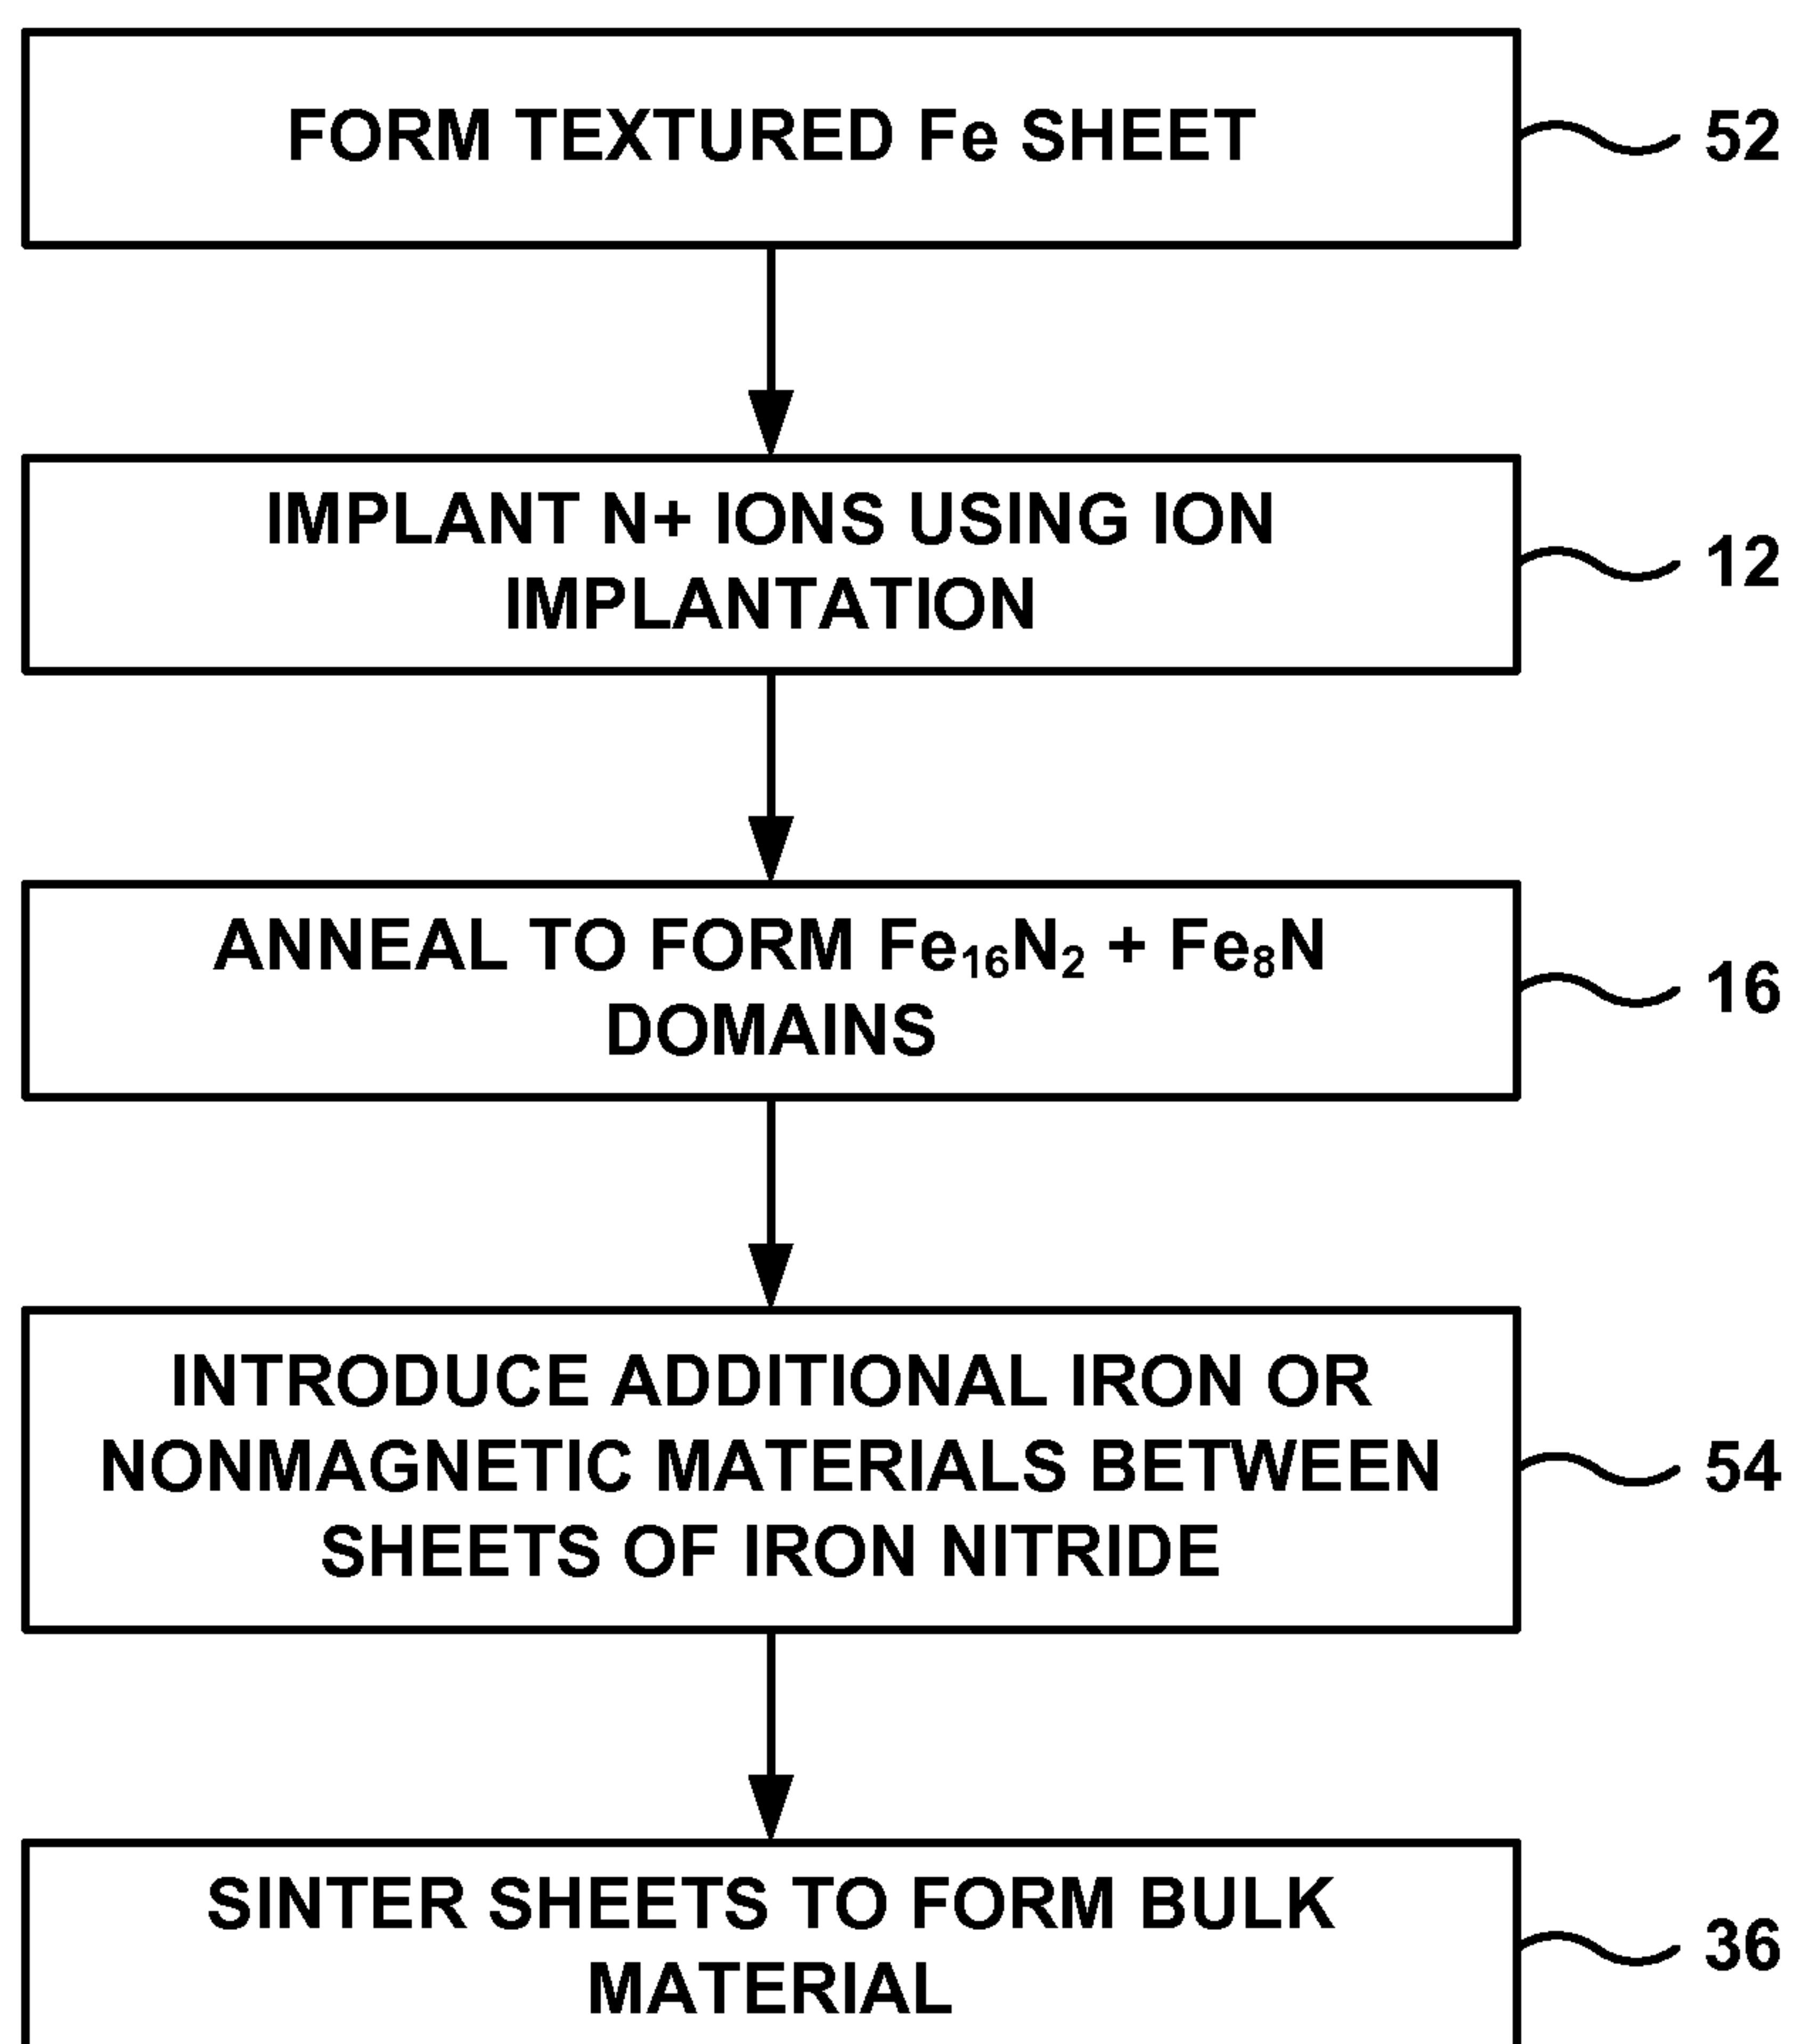 FORM TEXTURED Fe SHEET
52
IMPLANT N+ IONS USING ION
IMPLANTATION
12
ANNEAL TO FORM Fe₁₆N₂ + Fe₈N
DOMAINS
16
INTRODUCE ADDITIONAL IRON OR
NONMAGNETIC MATERIALS BETWEEN
SHEETS OF IRON NITRIDE
54
SINTER SHEETS TO FORM BULK
MATERIAL
36